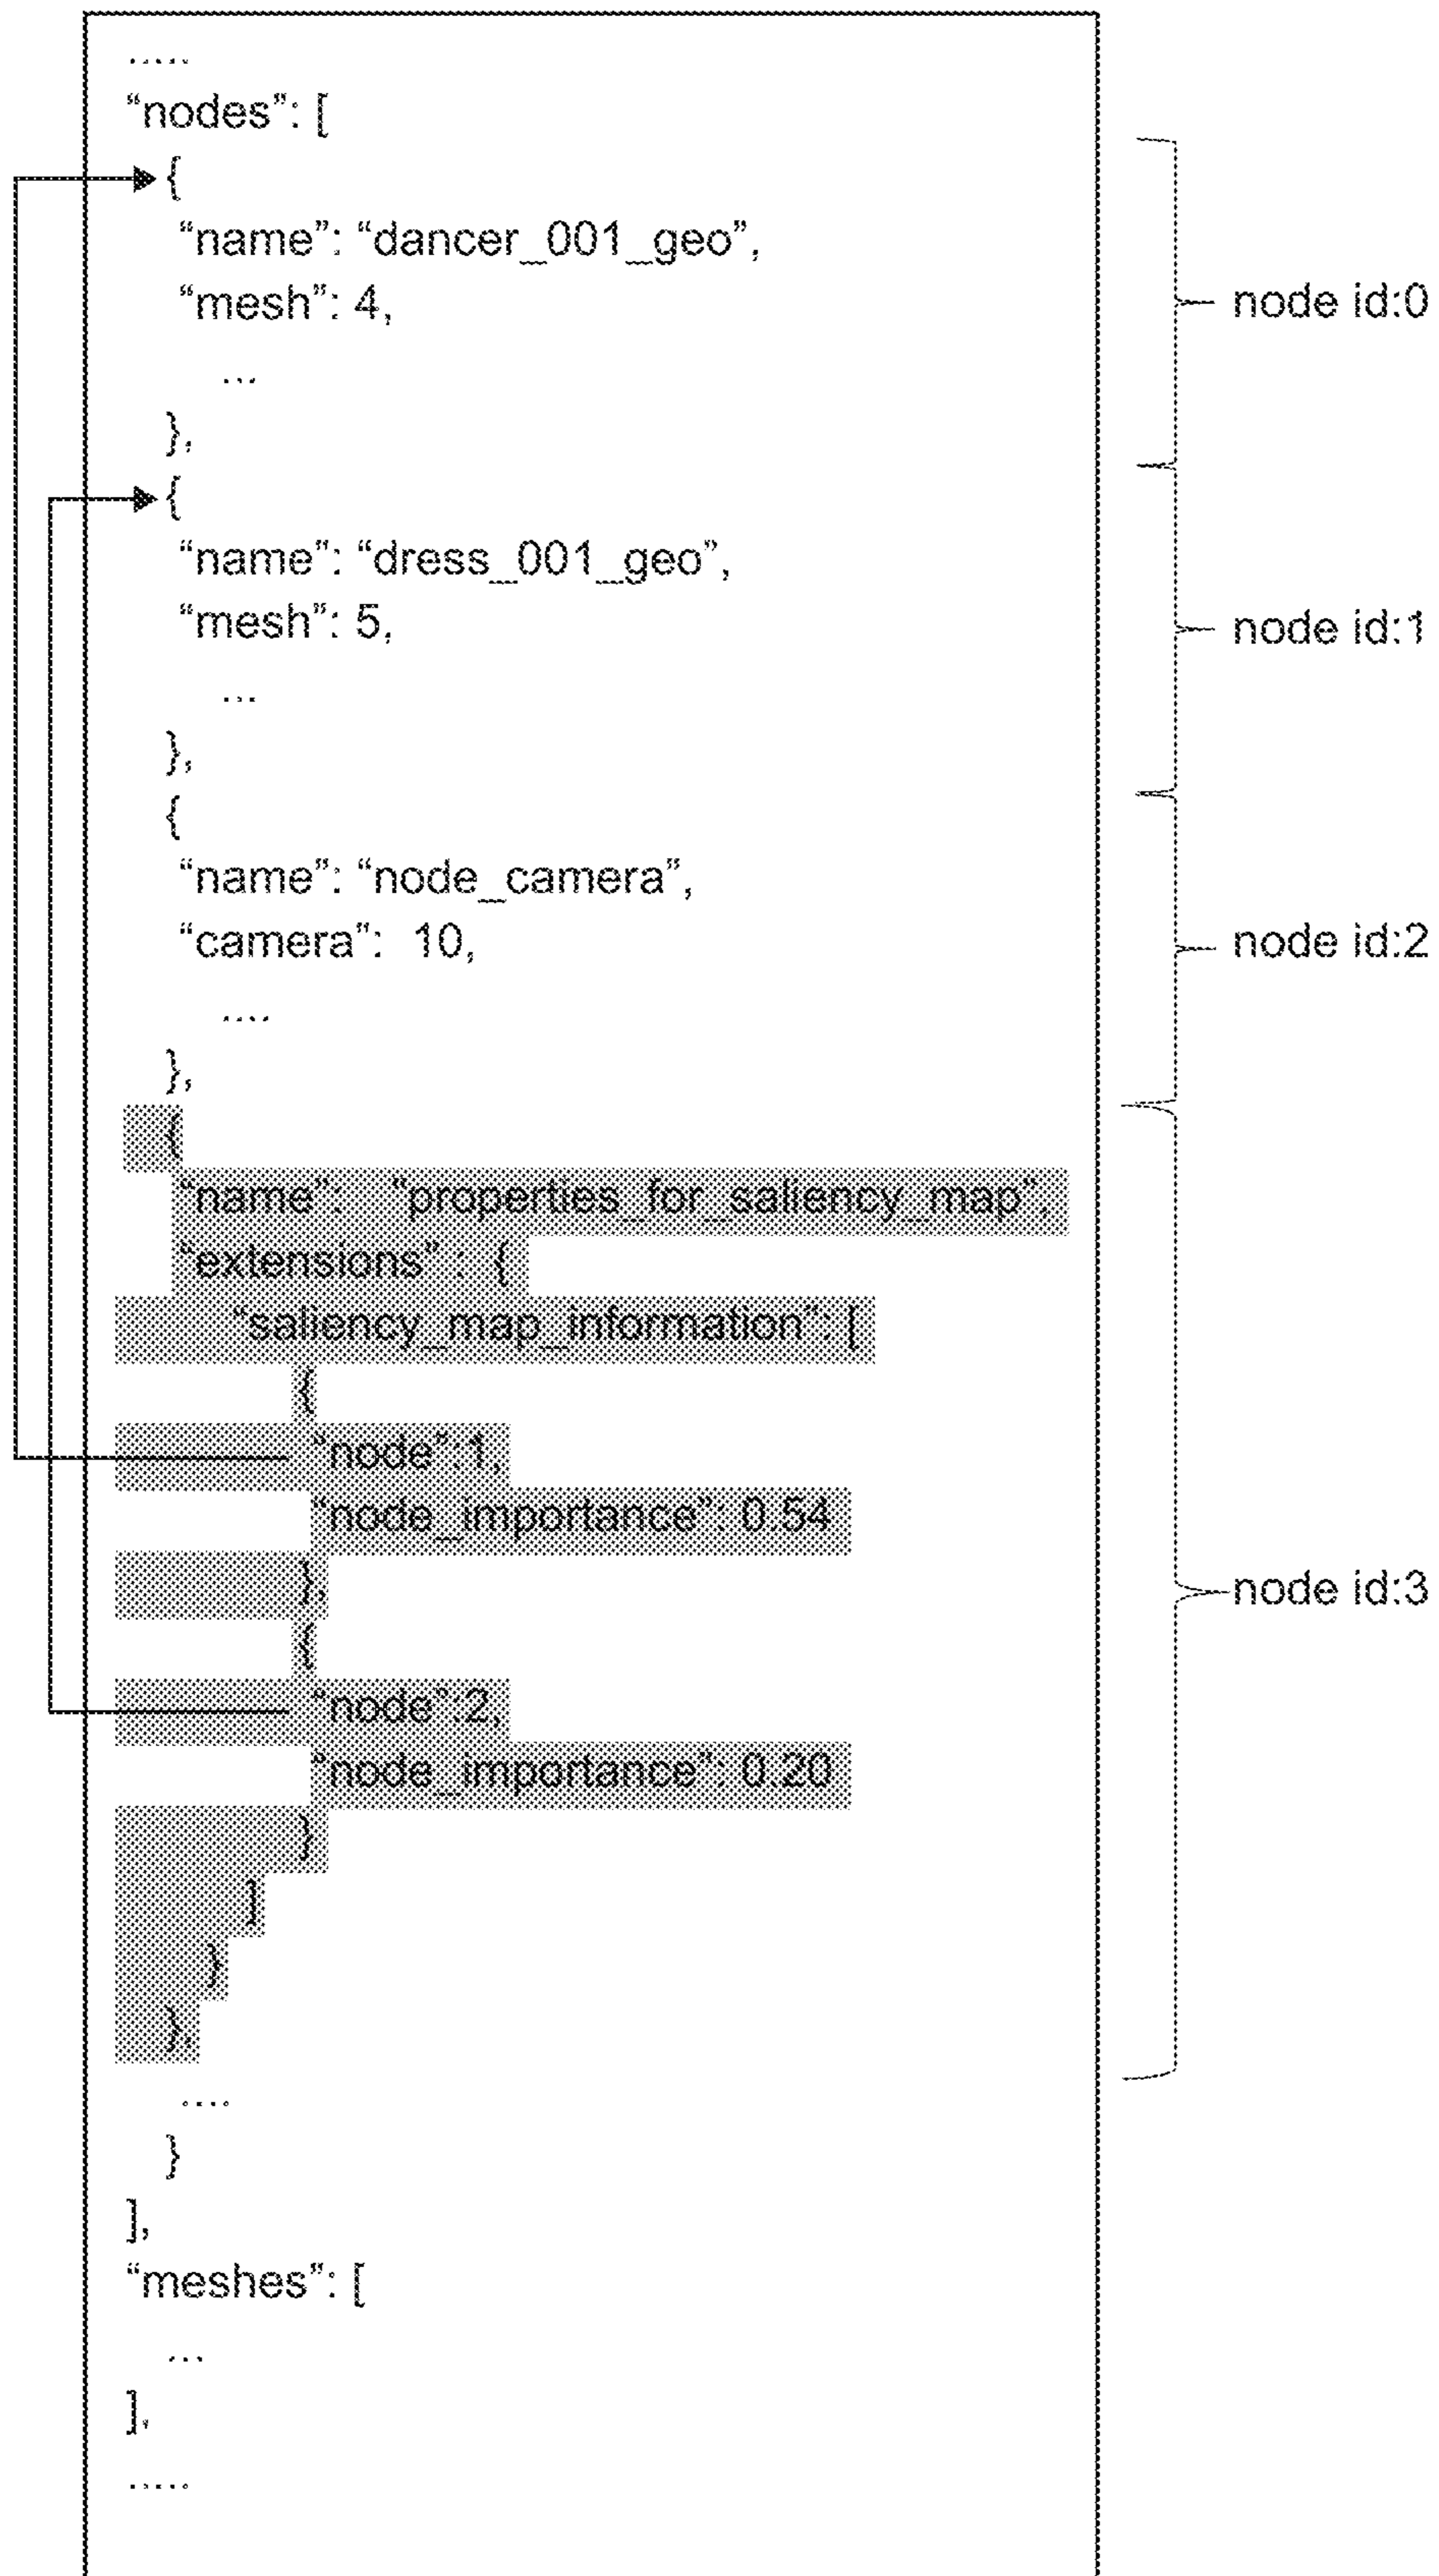 .....
“nodes”: [
{
“name”: “dancer_001_geo”,
“mesh”: 4,
...
},
node id:0
{
“name”: “dress_001_geo”,
“mesh”: 5,
...
},
node id:1
{
“name”: “node_camera”,
“camera”: 10,
....
},
node id:2
{
“name”: “properties_for_saliency_map”,
“extensions” : {
“saliency_map_information”: [
{
“node”:1,
“node_importance”: 0.54
},
{
“node”:2,
“node_importance”: 0.20
}
]
}
},
node id:3
....
}
],
“meshes”: [
...
],
.....